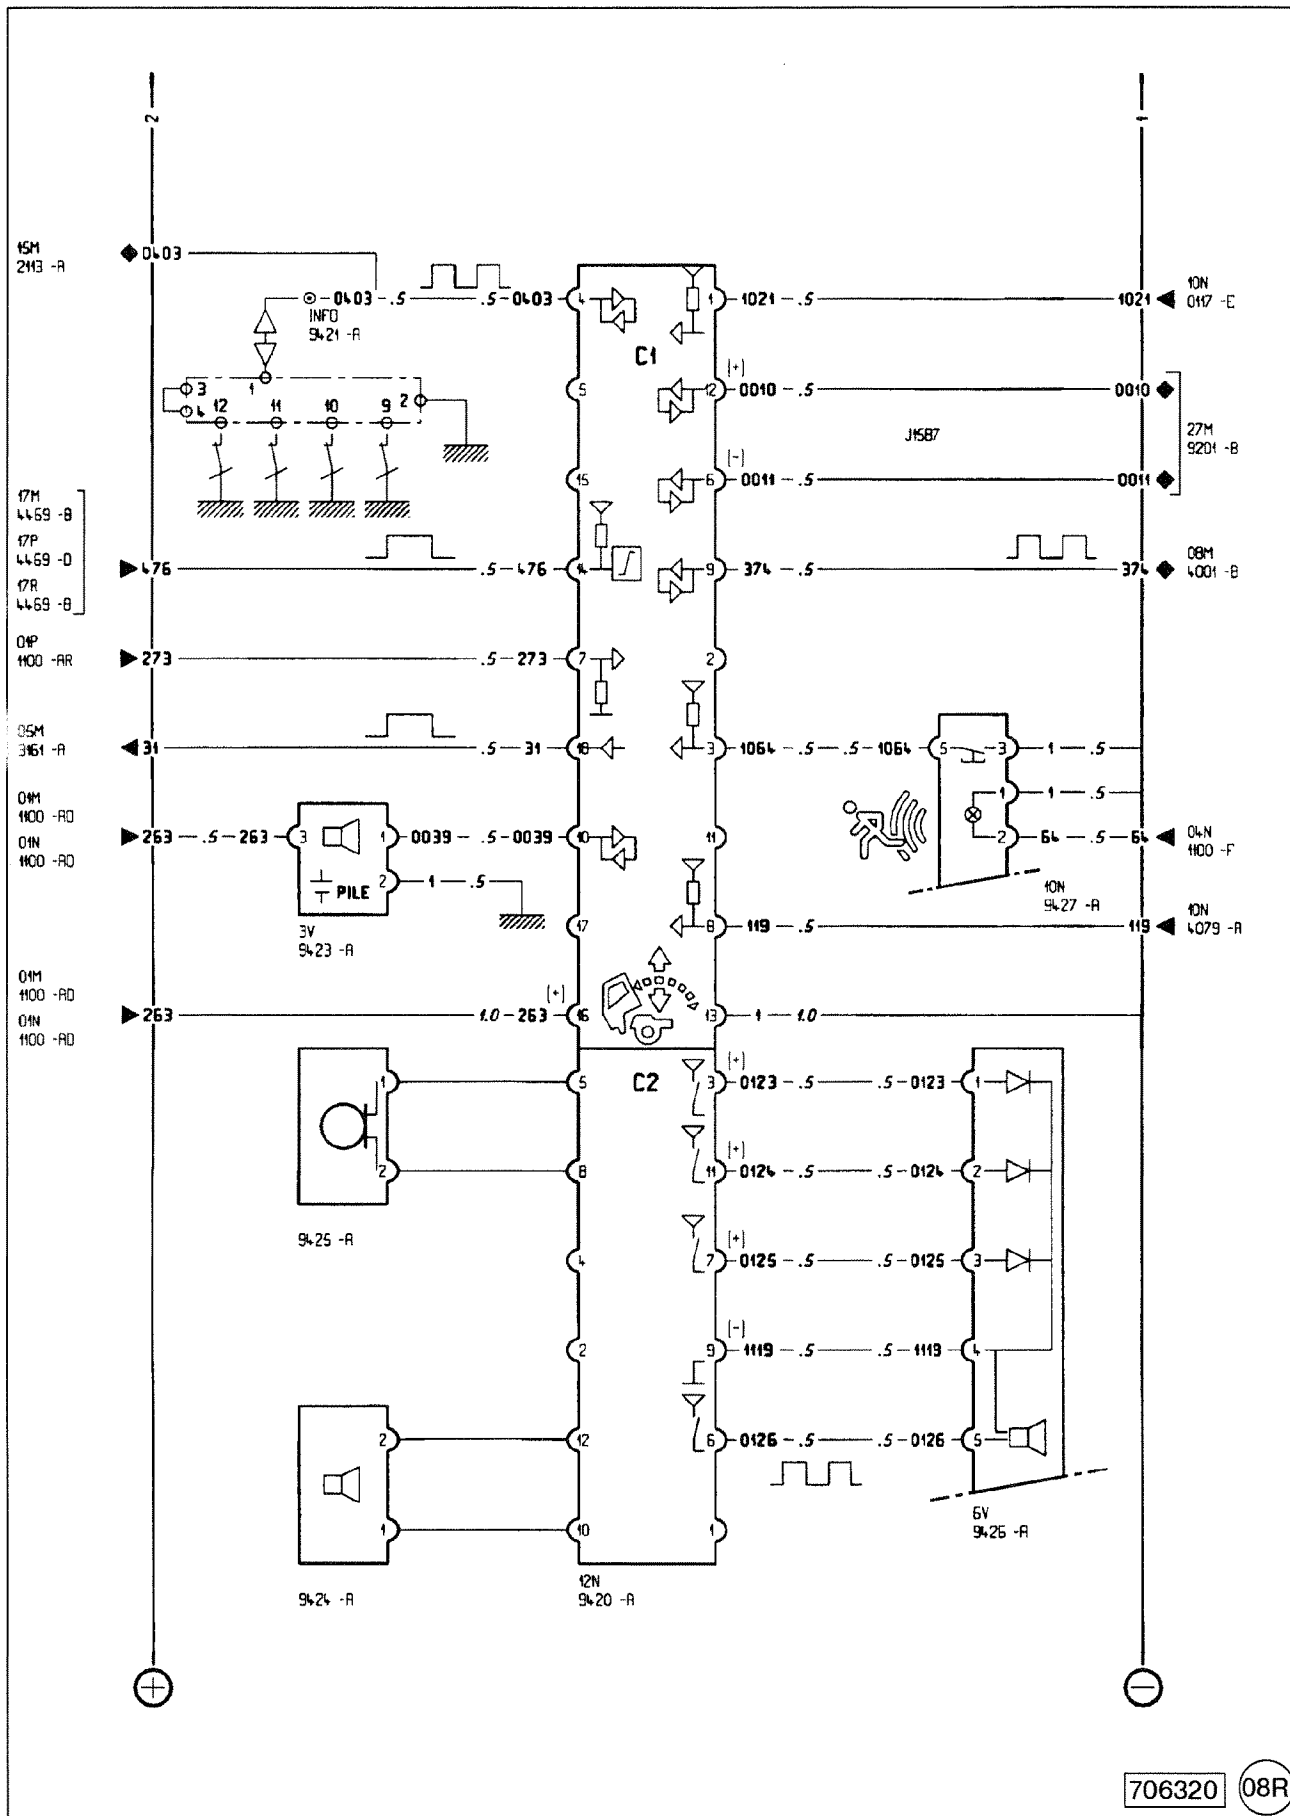 2
1
15M
2113 -A
0403
0403 - .5
.5 - 0403
4
1
1021 - .5
1021
10N
0117 -E
INFO
9421 -A
C1
3
4
1
2
12
11
10
9
5
(+)
12
0010 - .5
0010
J1587
27M
9201 -B
15
(-)
6
0011 - .5
0011
17M
4469 -B
17P
4469 -D
17R
4469 -B
476
.5 - 476
14
9
374 - .5
374
08M
4001 -B
01P
1100 -AR
273
.5 - 273
7
2
05M
3161 -A
31
.5 - 31
18
3
1064 - .5
.5 - 1064
5
3
1 - .5
1
1 - .5
2
64 - .5 - 64
04N
1100 -F
01M
1100 -AD
01N
1100 -AD
263 - .5 - 263
3
1
0039 - .5
.5 - 0039
10
11
PILE
2
1 - .5
3V
9423 -A
10N
9427 -A
17
8
119 - .5
119
10N
4079 -A
01M
1100 -AD
01N
1100 -AD
263
1.0 - 263
(+)
16
13
1 - 1.0
C2
1
5
(+)
3
0123 - .5
.5 - 0123
1
2
8
(+)
11
0124 - .5
.5 - 0124
2
9425 -A
4
(+)
7
0125 - .5
.5 - 0125
3
2
(-)
9
1119 - .5
.5 - 1119
4
2
12
6
0126 - .5
.5 - 0126
5
1
10
1
6V
9426 -A
9424 -A
12N
9420 -A
+
−
706320
08R